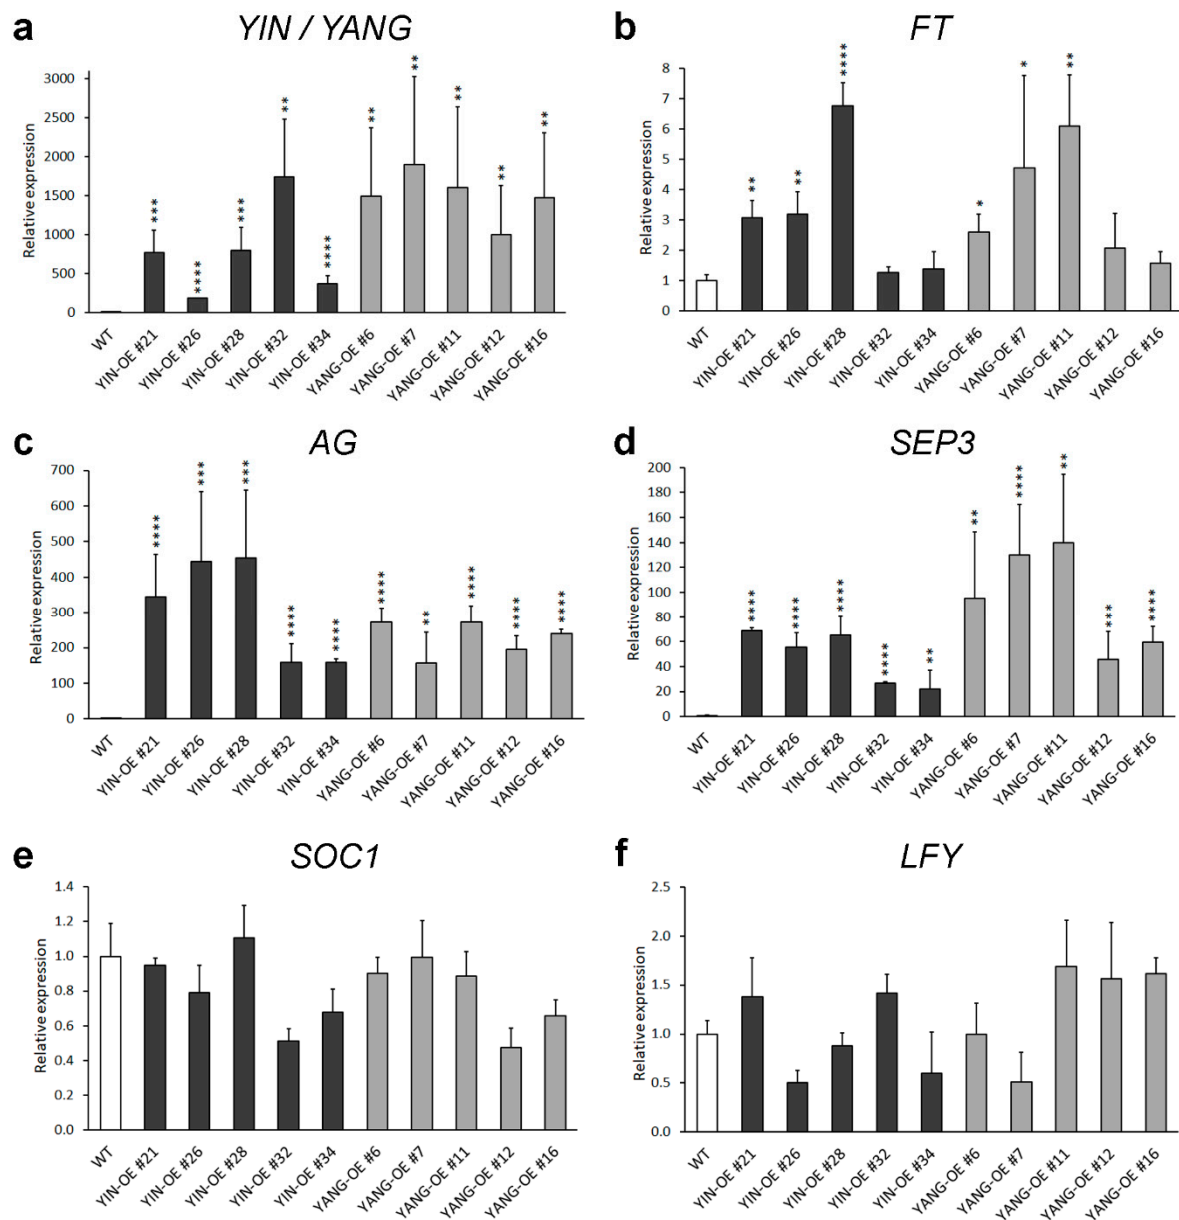 a
YIN / YANG
Relative expression
3000
2500
2000
1500
1000
500
0
***
****
***
**
****
**
**
**
**
**
WT
YIN-OE #21
YIN-OE #26
YIN-OE #28
YIN-OE #32
YIN-OE #34
YANG-OE #6
YANG-OE #7
YANG-OE #11
YANG-OE #12
YANG-OE #16
b
FT
Relative expression
8
7
6
5
4
3
2
1
0
**
**
****
*
*
**
WT
YIN-OE #21
YIN-OE #26
YIN-OE #28
YIN-OE #32
YIN-OE #34
YANG-OE #6
YANG-OE #7
YANG-OE #11
YANG-OE #12
YANG-OE #16
c
AG
Relative expression
700
600
500
400
300
200
100
0
****
***
***
****
****
****
**
****
****
****
WT
YIN-OE #21
YIN-OE #26
YIN-OE #28
YIN-OE #32
YIN-OE #34
YANG-OE #6
YANG-OE #7
YANG-OE #11
YANG-OE #12
YANG-OE #16
d
SEP3
Relative expression
200
180
160
140
120
100
80
60
40
20
0
****
****
****
****
**
**
****
**
***
****
WT
YIN-OE #21
YIN-OE #26
YIN-OE #28
YIN-OE #32
YIN-OE #34
YANG-OE #6
YANG-OE #7
YANG-OE #11
YANG-OE #12
YANG-OE #16
e
SOC1
Relative expression
1.4
1.2
1.0
0.8
0.6
0.4
0.2
0.0
WT
YIN-OE #21
YIN-OE #26
YIN-OE #28
YIN-OE #32
YIN-OE #34
YANG-OE #6
YANG-OE #7
YANG-OE #11
YANG-OE #12
YANG-OE #16
f
LFY
Relative expression
2.5
2.0
1.5
1.0
0.5
0.0
WT
YIN-OE #21
YIN-OE #26
YIN-OE #28
YIN-OE #32
YIN-OE #34
YANG-OE #6
YANG-OE #7
YANG-OE #11
YANG-OE #12
YANG-OE #16